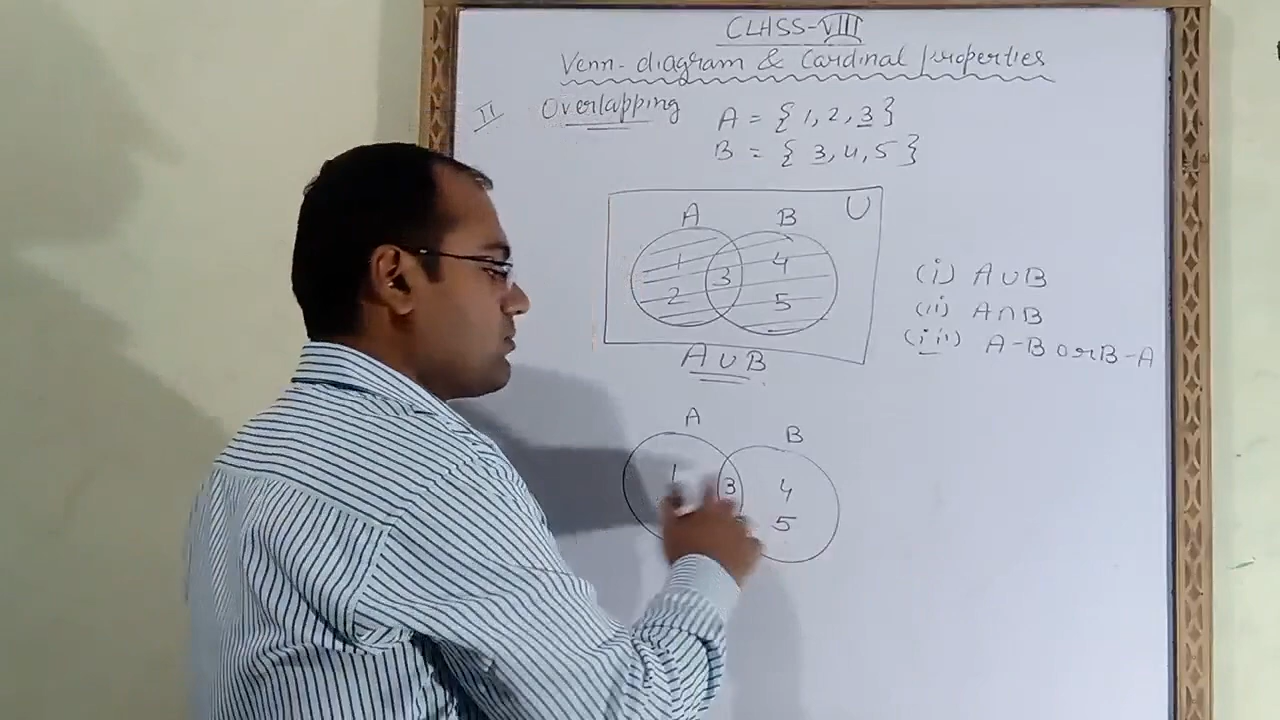 CLASS-VIII
Venn-diagram & Cardinal properties
II Overlapping
A = {1, 2, 3}
B = {3, 4, 5}
U
A B
1 3 4
2 5
A∪B
(i) A∪B
(ii) A∩B
(iii) A-B or B-A
A B
1 3 4
5